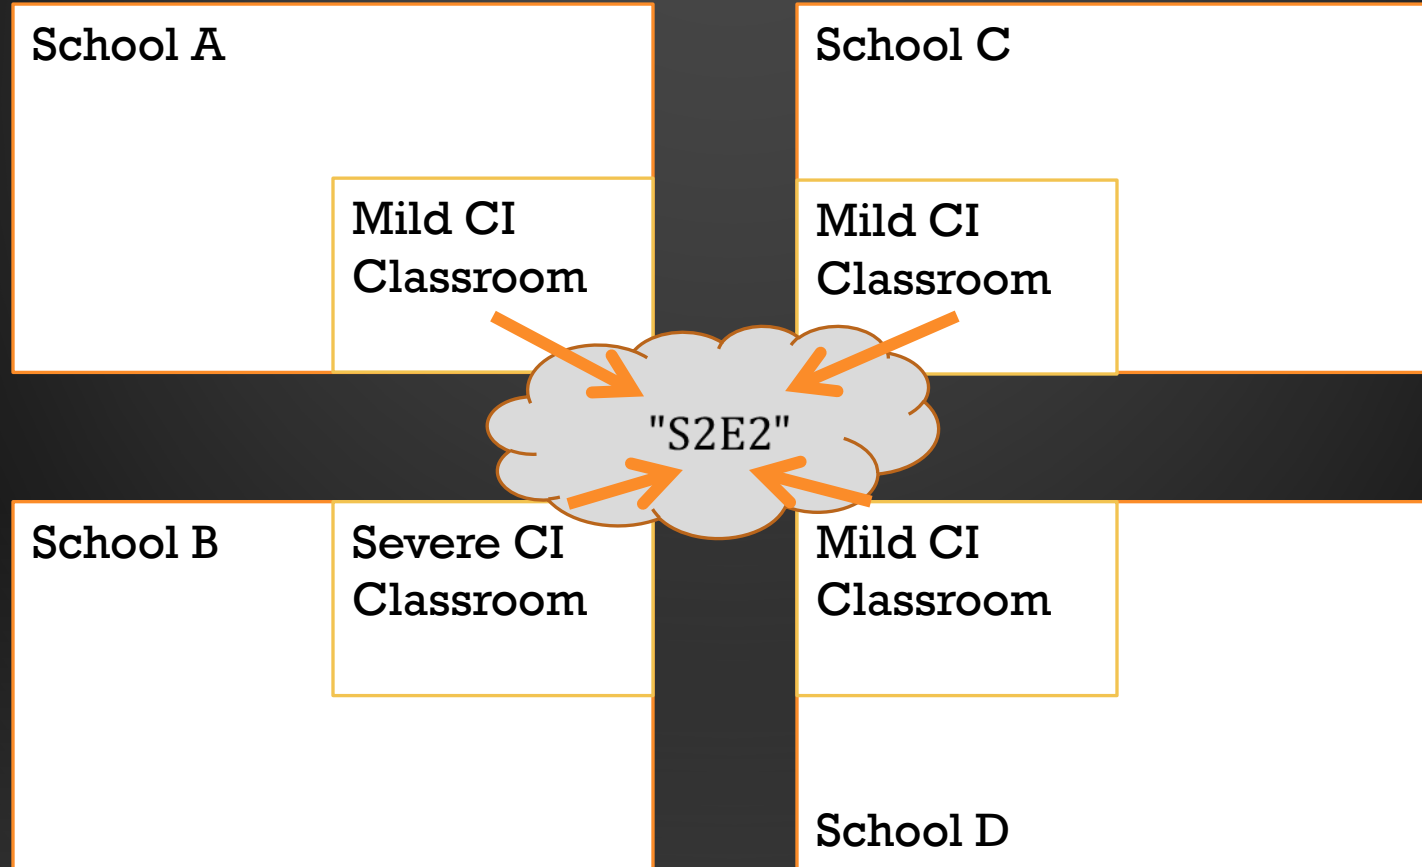 School A
Mild CI
Classroom
School C
Mild CI
Classroom
"S2E2"
School B
Severe CI
Classroom
Mild CI
Classroom
School D